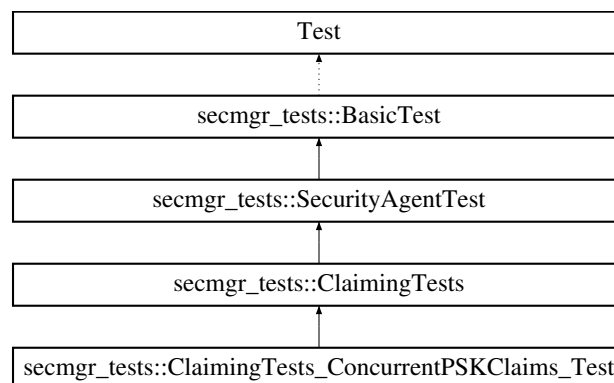 Test
secmgr_tests::BasicTest
secmgr_tests::SecurityAgentTest
secmgr_tests::ClaimingTests
secmgr_tests::ClaimingTests_ConcurrentPSKClaims_Test